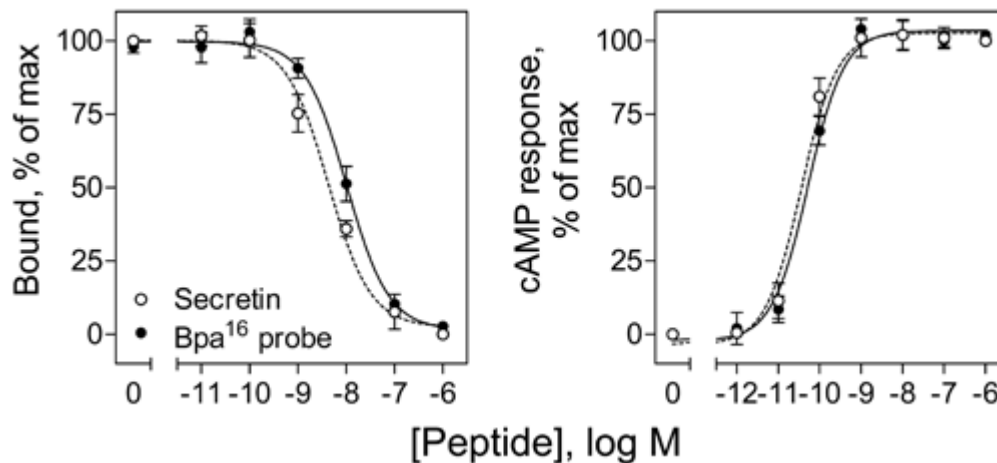 Bound, % of max
100
75
50
25
0
Secretin
Bpa16 probe
0 -11 -10 -9 -8 -7 -6
cAMP response,
% of max
100
75
50
25
0
0 -12 -11 -10 -9 -8 -7 -6
[Peptide], log M